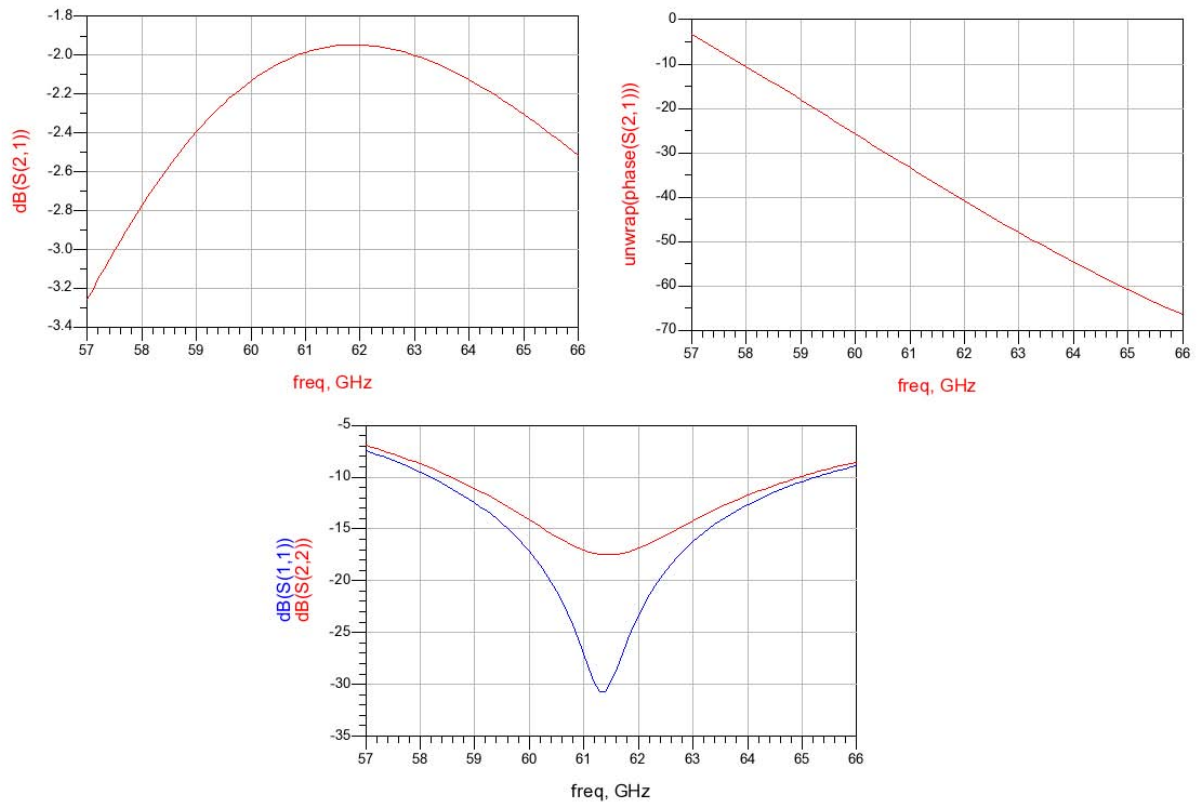 dB(S(2,1))
-1.8
-2.0
-2.2
-2.4
-2.6
-2.8
-3.0
-3.2
-3.4
57 58 59 60 61 62 63 64 65 66
freq, GHz
unwrap(phase(S(2,1)))
0
-10
-20
-30
-40
-50
-60
-70
57 58 59 60 61 62 63 64 65 66
freq, GHz
dB(S(1,1))
dB(S(2,2))
-5
-10
-15
-20
-25
-30
-35
57 58 59 60 61 62 63 64 65 66
freq, GHz